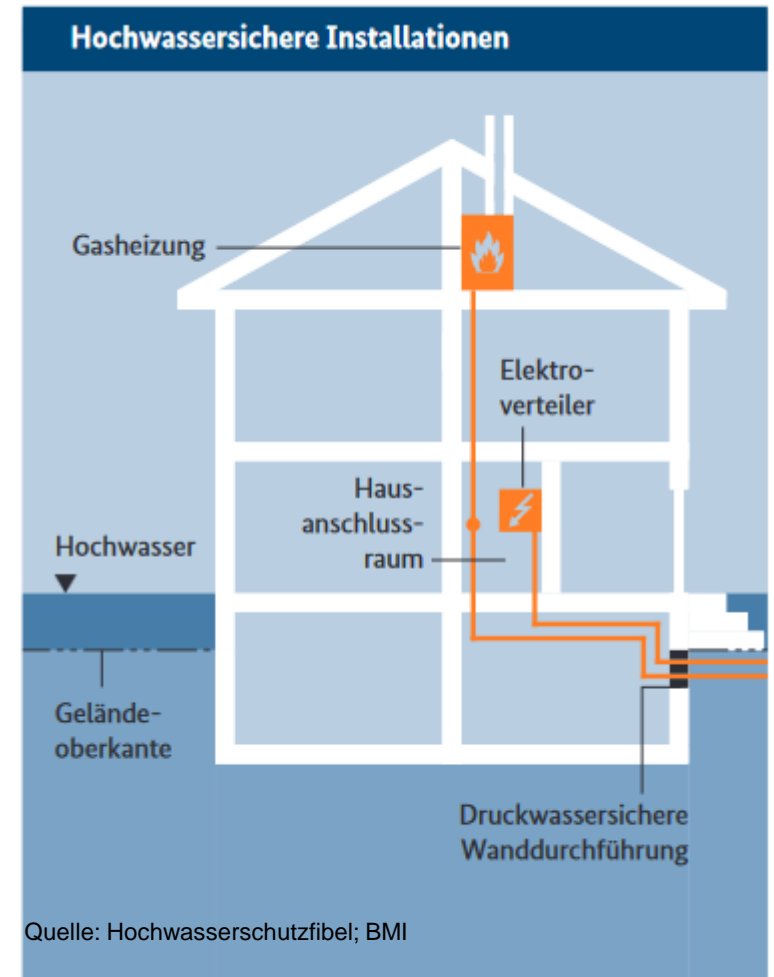 Hochwassersichere Installationen
Gasheizung
Elektro-
verteiler
Haus-
anschluss-
raum
Hochwasser
Gelände-
oberkante
Druckwassersichere
Wanddurchführung
Quelle: Hochwasserschutzfibel; BMI